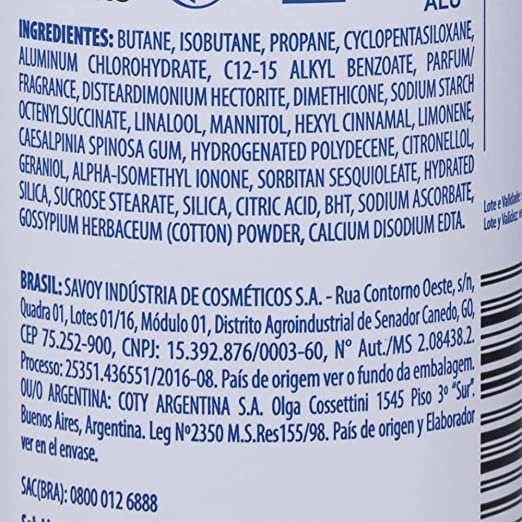 ALU
INGREDIENTES: BUTANE, ISOBUTANE, PROPANE, CYCLOPENTASILOXANE,
ALUMINUM CHLOROHYDRATE, C12-15 ALKYL BENZOATE, PARFUM/
FRAGRANCE, DISTEARDIMONIUM HECTORITE, DIMETHICONE, SODIUM STARCH
OCTENYLSUCCINATE, LINALOOL, MANNITOL, HEXYL CINNAMAL, LIMONENE,
CAESALPINIA SPINOSA GUM, HYDROGENATED POLYDECENE, CITRONELLOL,
GERANIOL, ALPHA-ISOMETHYL IONONE, SORBITAN SESQUIOLEATE, HYDRATED
SILICA, SUCROSE STEARATE, SILICA, CITRIC ACID, BHT, SODIUM ASCORBATE,
GOSSYPIUM HERBACEUM (COTTON) POWDER, CALCIUM DISODIUM EDTA.
Lote e Validade
Lote y Validez
BRASIL: SAVOY INDÚSTRIA DE COSMÉTICOS S.A. - Rua Contorno Oeste, s/n,
Quadra 01, Lotes 01/16, Módulo 01, Distrito Agroindustrial de Senador Canedo, GO,
CEP 75.252-900, CNPJ: 15.392.876/0003-60, N° Aut./MS 2.08438.2.
Processo: 25351.436551/2016-08. País de origem ver o fundo da embalagem.
OU/O ARGENTINA: COTY ARGENTINA S.A. Olga Cossettini 1545 Piso 3º "Sur".
Buenos Aires, Argentina. Leg Nº2350 M.S.Res155/98. País de origen y Elaborador
ver en el envase.
SAC(BRA): 0800 012 6888